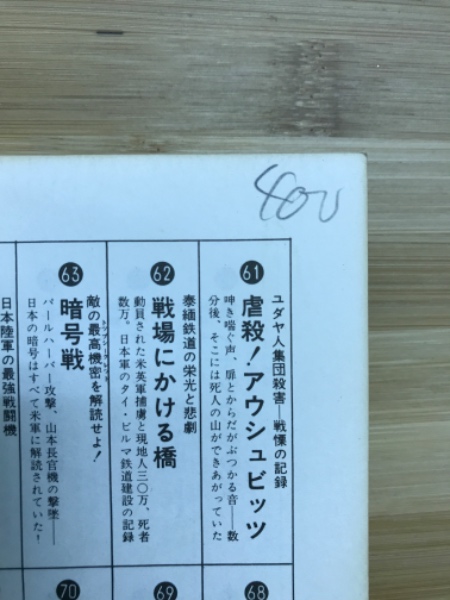 400
61
ユダヤ人集団殺害―戦慄の記録
虐殺!アウシュビッツ
呻き喘ぐ声、扉とからだがぶつかる音――数
分後、そこには死人の山ができあがっていた
62
泰緬鉄道の栄光と悲劇
戦場にかける橋
動員された米英軍捕虜と現地人三〇万、死者
数万。日本軍のタイ・ビルマ鉄道建設の記録
63
敵の最高機密を解読せよ!
トップシークレット
暗号戦
パールハーバー攻撃、山本長官機の撃墜――
日本の暗号はすべて米軍に解読されていた!
日本陸軍の最強戦闘機
68
69
70